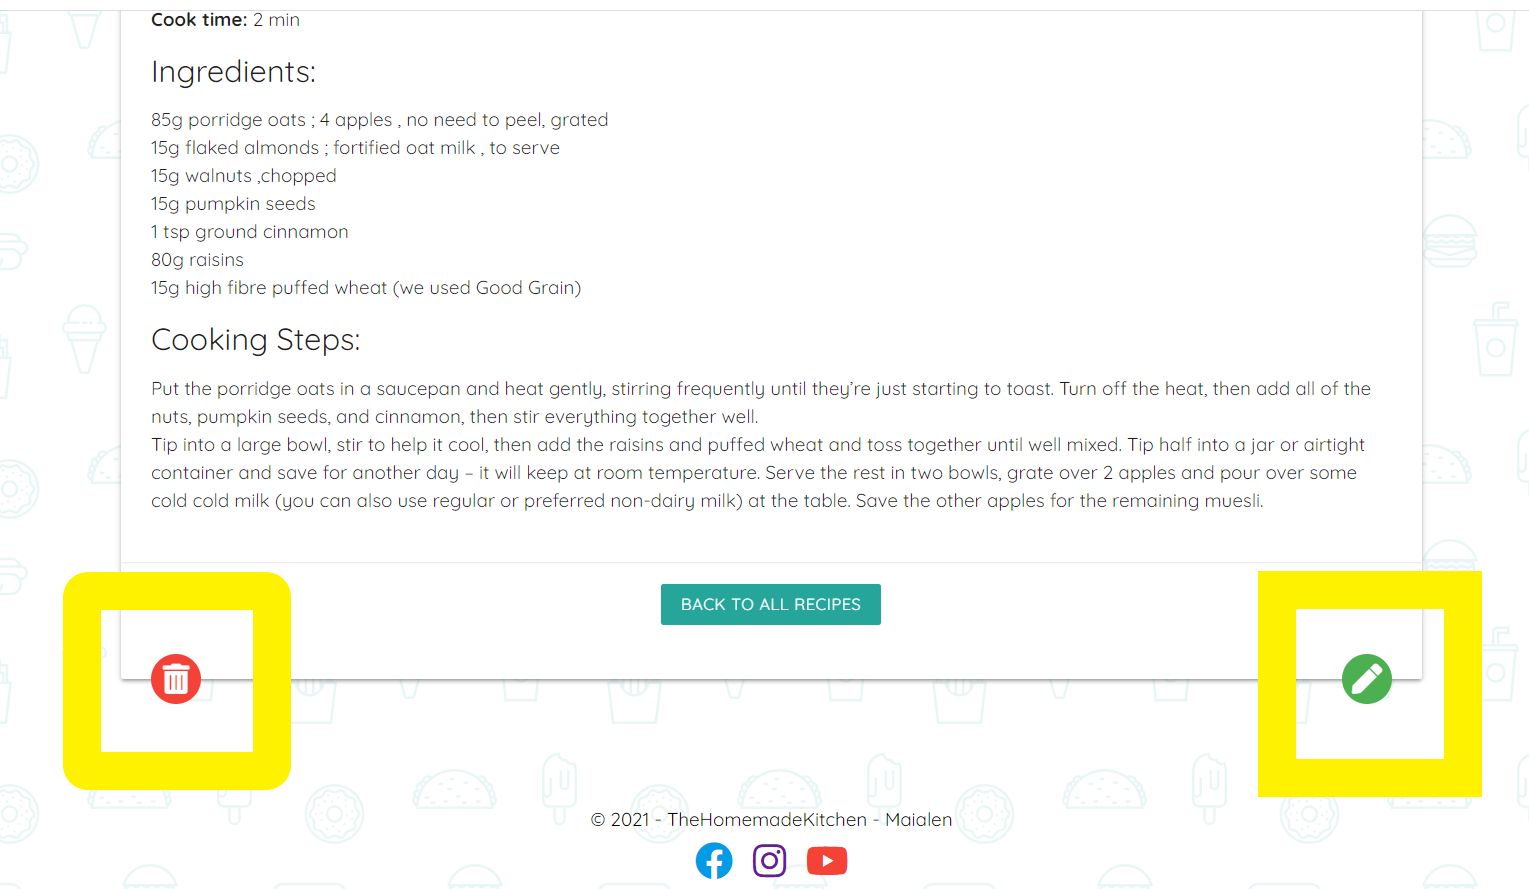 Cook time: 2 min
Ingredients:
85g porridge oats ; 4 apples , no need to peel, grated
15g flaked almonds ; fortified oat milk , to serve
15g walnuts ,chopped
15g pumpkin seeds
1 tsp ground cinnamon
80g raisins
15g high fibre puffed wheat (we used Good Grain)
Cooking Steps:
Put the porridge oats in a saucepan and heat gently, stirring frequently until they’re just starting to toast. Turn off the heat, then add all of the
nuts, pumpkin seeds, and cinnamon, then stir everything together well.
Tip into a large bowl, stir to help it cool, then add the raisins and puffed wheat and toss together until well mixed. Tip half into a jar or airtight
container and save for another day – it will keep at room temperature. Serve the rest in two bowls, grate over 2 apples and pour over some
cold cold milk (you can also use regular or preferred non-dairy milk) at the table. Save the other apples for the remaining muesli.
BACK TO ALL RECIPES
© 2021 - TheHomemadeKitchen - Maialen